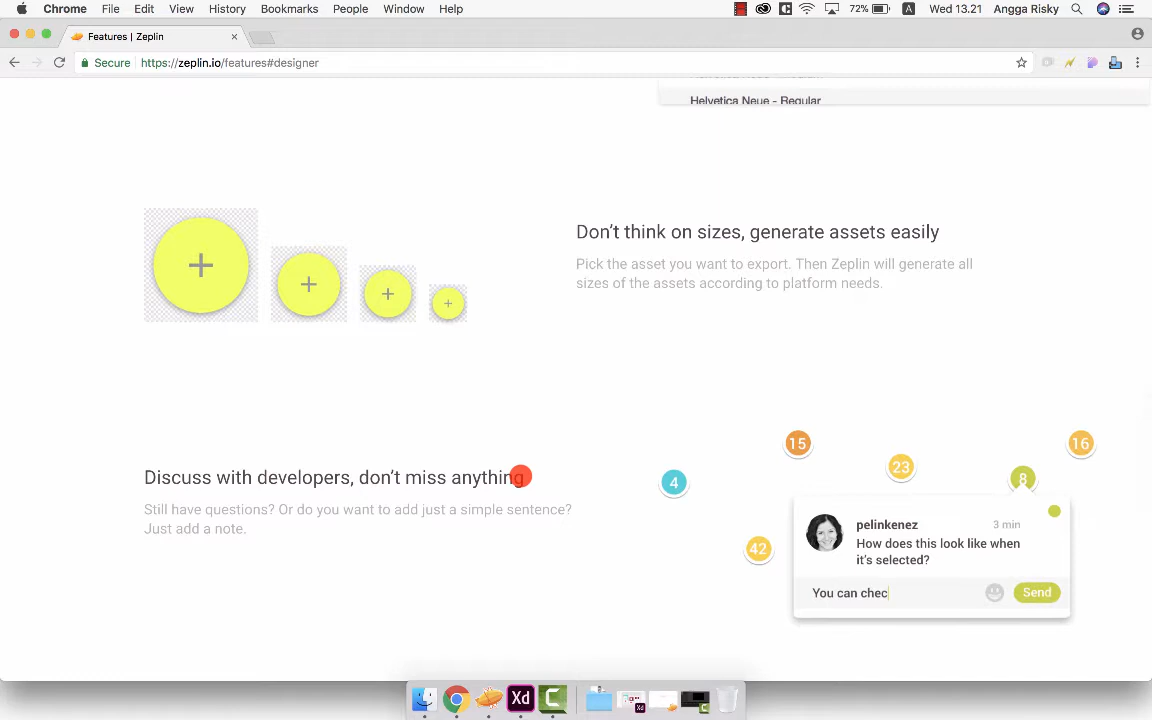 Chrome File Edit View History Bookmarks People Window Help 72% A Wed 13.21 Angga Risky
Features | Zeplin
Secure https://zeplin.io/features#designer
Helvetica Neue - Regular
Don't think on sizes, generate assets easily
Pick the asset you want to export. Then Zeplin will generate all
sizes of the assets according to platform needs.
Discuss with developers, don't miss anything
Still have questions? Or do you want to add just a simple sentence?
Just add a note.
15
16
23
4
8
42
pelinkenez 3 min
How does this look like when
it's selected?
You can chec Send
Xd